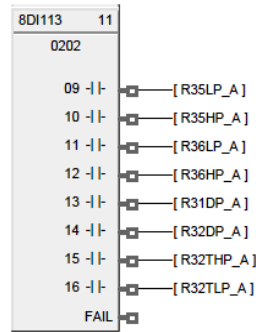 8DI113 11
0202
09 -| |- [ R35LP_A ]
10 -| |- [ R35HP_A ]
11 -| |- [ R36LP_A ]
12 -| |- [ R36HP_A ]
13 -| |- [ R31DP_A ]
14 -| |- [ R32DP_A ]
15 -| |- [ R32THP_A ]
16 -| |- [ R32TLP_A ]
FAIL